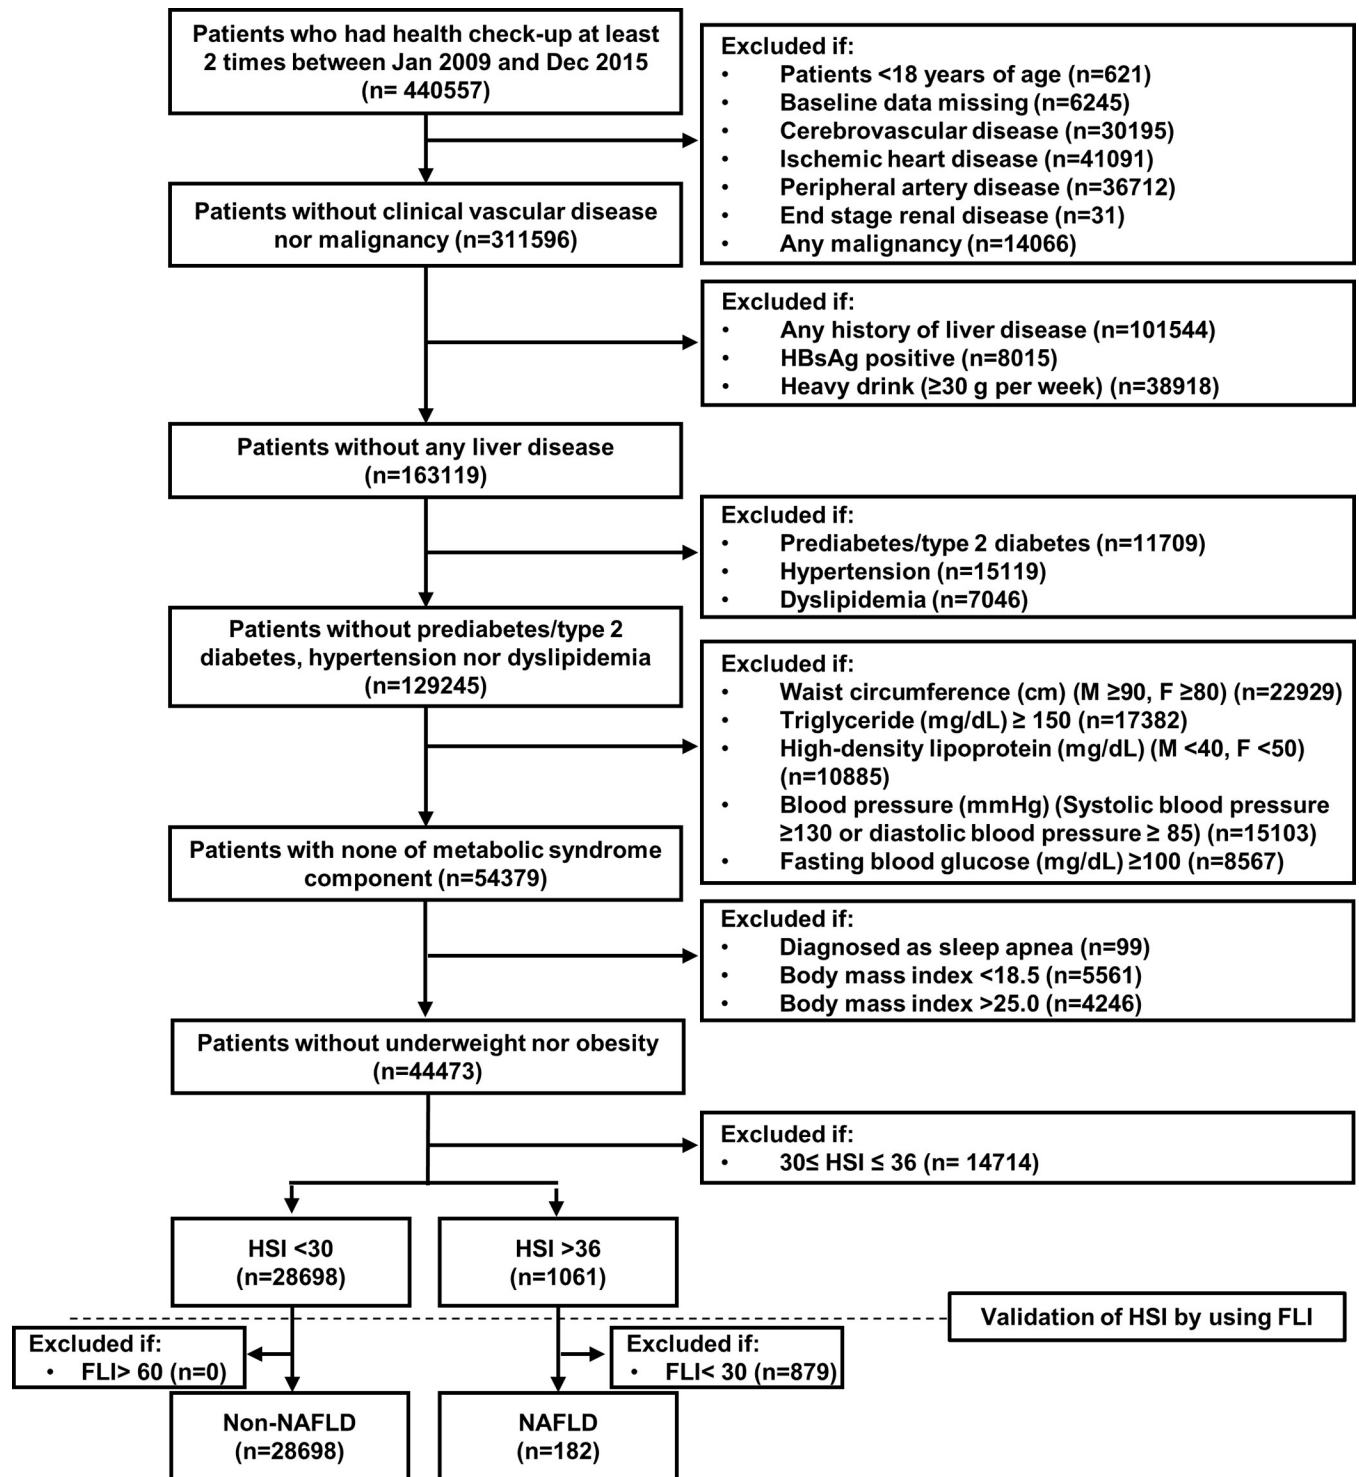 Patients who had health check-up at least
2 times between Jan 2009 and Dec 2015
(n= 440557)
Excluded if:
• Patients <18 years of age (n=621)
• Baseline data missing (n=6245)
• Cerebrovascular disease (n=30195)
• Ischemic heart disease (n=41091)
• Peripheral artery disease (n=36712)
• End stage renal disease (n=31)
• Any malignancy (n=14066)
Patients without clinical vascular disease
nor malignancy (n=311596)
Excluded if:
• Any history of liver disease (n=101544)
• HBsAg positive (n=8015)
• Heavy drink (≥30 g per week) (n=38918)
Patients without any liver disease
(n=163119)
Excluded if:
• Prediabetes/type 2 diabetes (n=11709)
• Hypertension (n=15119)
• Dyslipidemia (n=7046)
Patients without prediabetes/type 2
diabetes, hypertension nor dyslipidemia
(n=129245)
Excluded if:
• Waist circumference (cm) (M ≥90, F ≥80) (n=22929)
• Triglyceride (mg/dL) ≥ 150 (n=17382)
• High-density lipoprotein (mg/dL) (M <40, F <50)
(n=10885)
• Blood pressure (mmHg) (Systolic blood pressure
≥130 or diastolic blood pressure ≥ 85) (n=15103)
• Fasting blood glucose (mg/dL) ≥100 (n=8567)
Patients with none of metabolic syndrome
component (n=54379)
Excluded if:
• Diagnosed as sleep apnea (n=99)
• Body mass index <18.5 (n=5561)
• Body mass index >25.0 (n=4246)
Patients without underweight nor obesity
(n=44473)
Excluded if:
• 30≤ HSI ≤ 36 (n= 14714)
HSI <30
(n=28698)
HSI >36
(n=1061)
Validation of HSI by using FLI
Excluded if:
• FLI> 60 (n=0)
Excluded if:
• FLI< 30 (n=879)
Non-NAFLD
(n=28698)
NAFLD
(n=182)